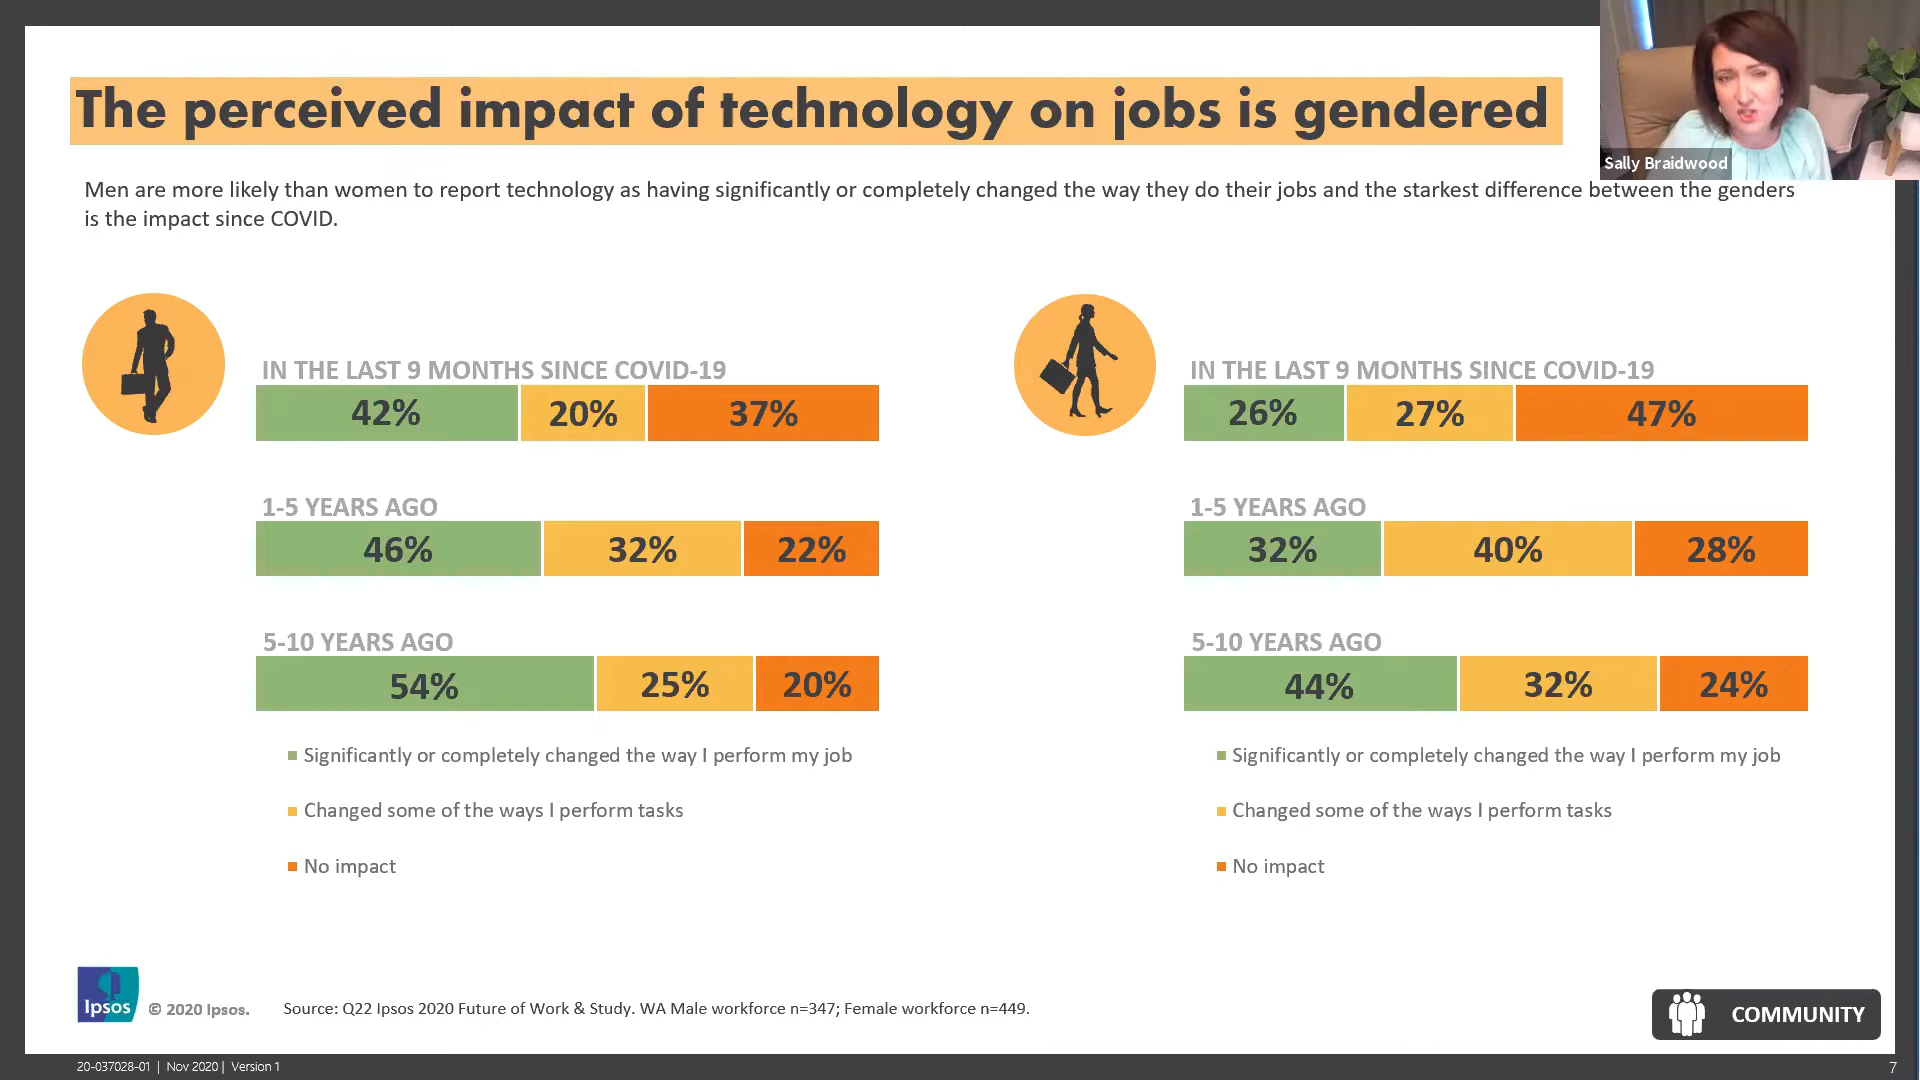 The perceived impact of technology on jobs is gendered
Sally Braidwood
Men are more likely than women to report technology as having significantly or completely changed the way they do their jobs and the starkest difference between the genders
is the impact since COVID.
IN THE LAST 9 MONTHS SINCE COVID-19
42% 20% 37%
1-5 YEARS AGO
46% 32% 22%
5-10 YEARS AGO
54% 25% 20%
Significantly or completely changed the way I perform my job
Changed some of the ways I perform tasks
No impact
IN THE LAST 9 MONTHS SINCE COVID-19
26% 27% 47%
1-5 YEARS AGO
32% 40% 28%
5-10 YEARS AGO
44% 32% 24%
Significantly or completely changed the way I perform my job
Changed some of the ways I perform tasks
No impact
Ipsos
© 2020 Ipsos.
Source: Q22 Ipsos 2020 Future of Work & Study. WA Male workforce n=347; Female workforce n=449.
COMMUNITY
20-037028-01 | Nov 2020 | Version 1
7